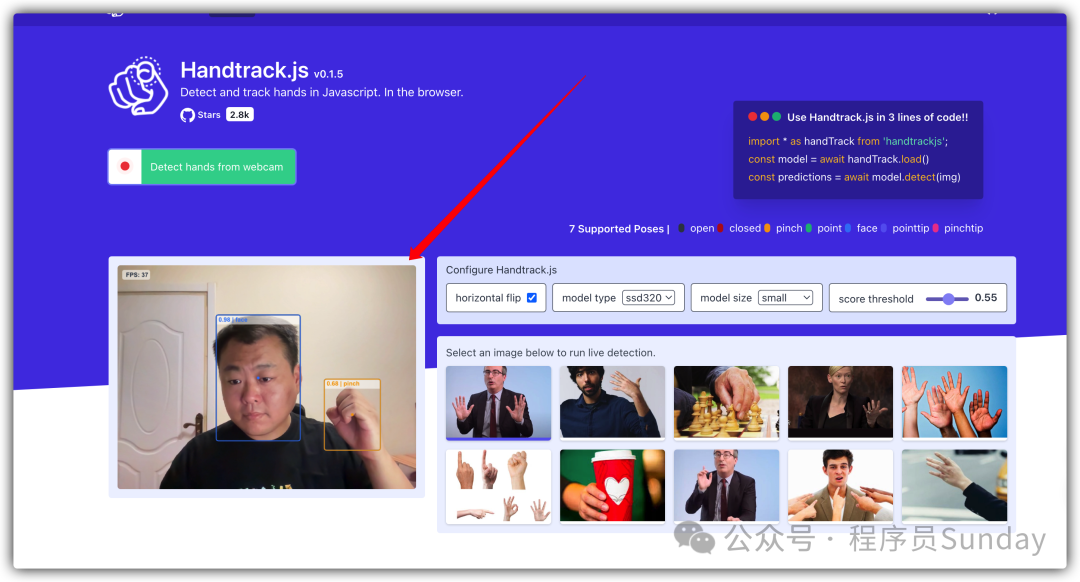 Handtrack.js v0.1.5
Detect and track hands in Javascript. In the browser.
Stars 2.8k
Detect hands from webcam
Use Handtrack.js in 3 lines of code!!
import * as handTrack from 'handtrackjs';
const model = await handTrack.load()
const predictions = await model.detect(img)
7 Supported Poses | open closed pinch point face pointtip pinchtip
FPS: 37
0.98 | face
0.68 | pinch
Configure Handtrack.js
horizontal flip model type ssd320 model size small score threshold 0.55
Select an image below to run live detection.
公众号 · 程序员Sunday